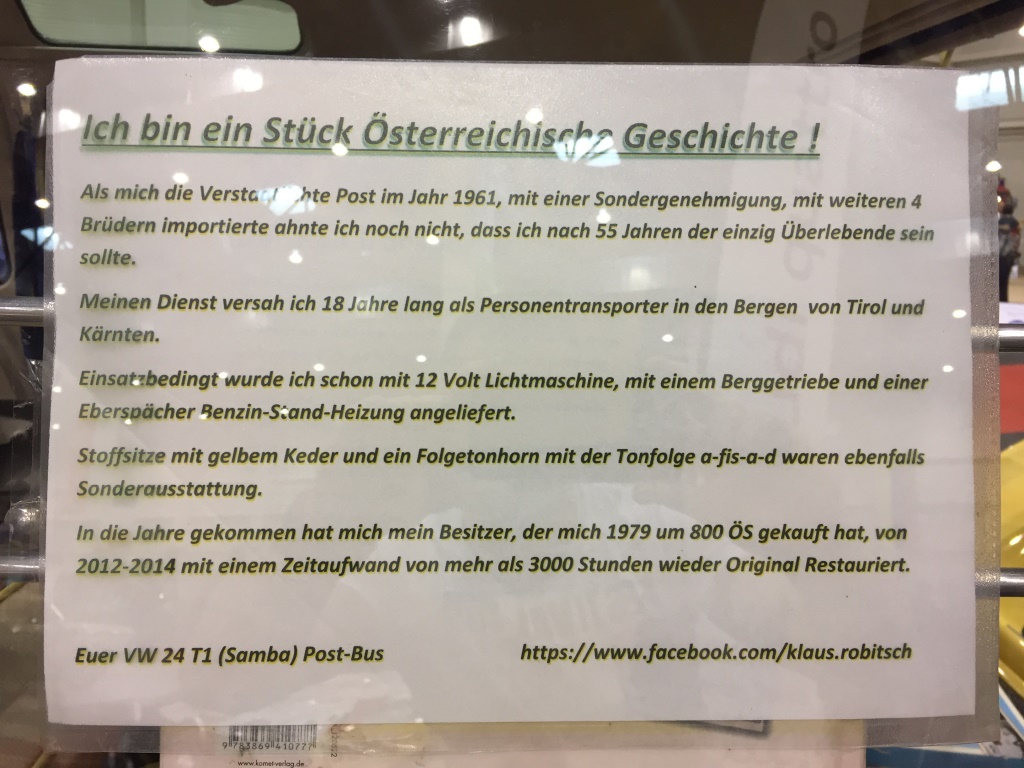 Ich bin ein Stück Österreichische Geschichte !
Als mich die Post im Jahr 1961, mit einer Sondergenehmigung, mit weiteren 4
Brüdern importierte ahnte ich noch nicht, dass ich nach 55 Jahren der einzig Überlebende sein
sollte.
Meinen Dienst versah ich 18 Jahre lang als Personentransporter in den Bergen von Tirol und
Kärnten.
Einsatzbedingt wurde ich schon mit 12 Volt Lichtmaschine, mit einem Berggetriebe und einer
Eberspächer Benzin-Stand-Heizung angeliefert.
Stoffsitze mit gelbem Keder und ein Folgetonhorn mit der Tonfolge a-fis-a-d waren ebenfalls
Sonderausstattung.
In die Jahre gekommen hat mich mein Besitzer, der mich 1979 um 800 ÖS gekauft hat, von
2012-2014 mit einem Zeitaufwand von mehr als 3000 Stunden wieder Original Restauriert.
Euer VW 24 T1 (Samba) Post-Bus https://www.facebook.com/klaus.robitsch
9783869410777
www.komet-verlag.de